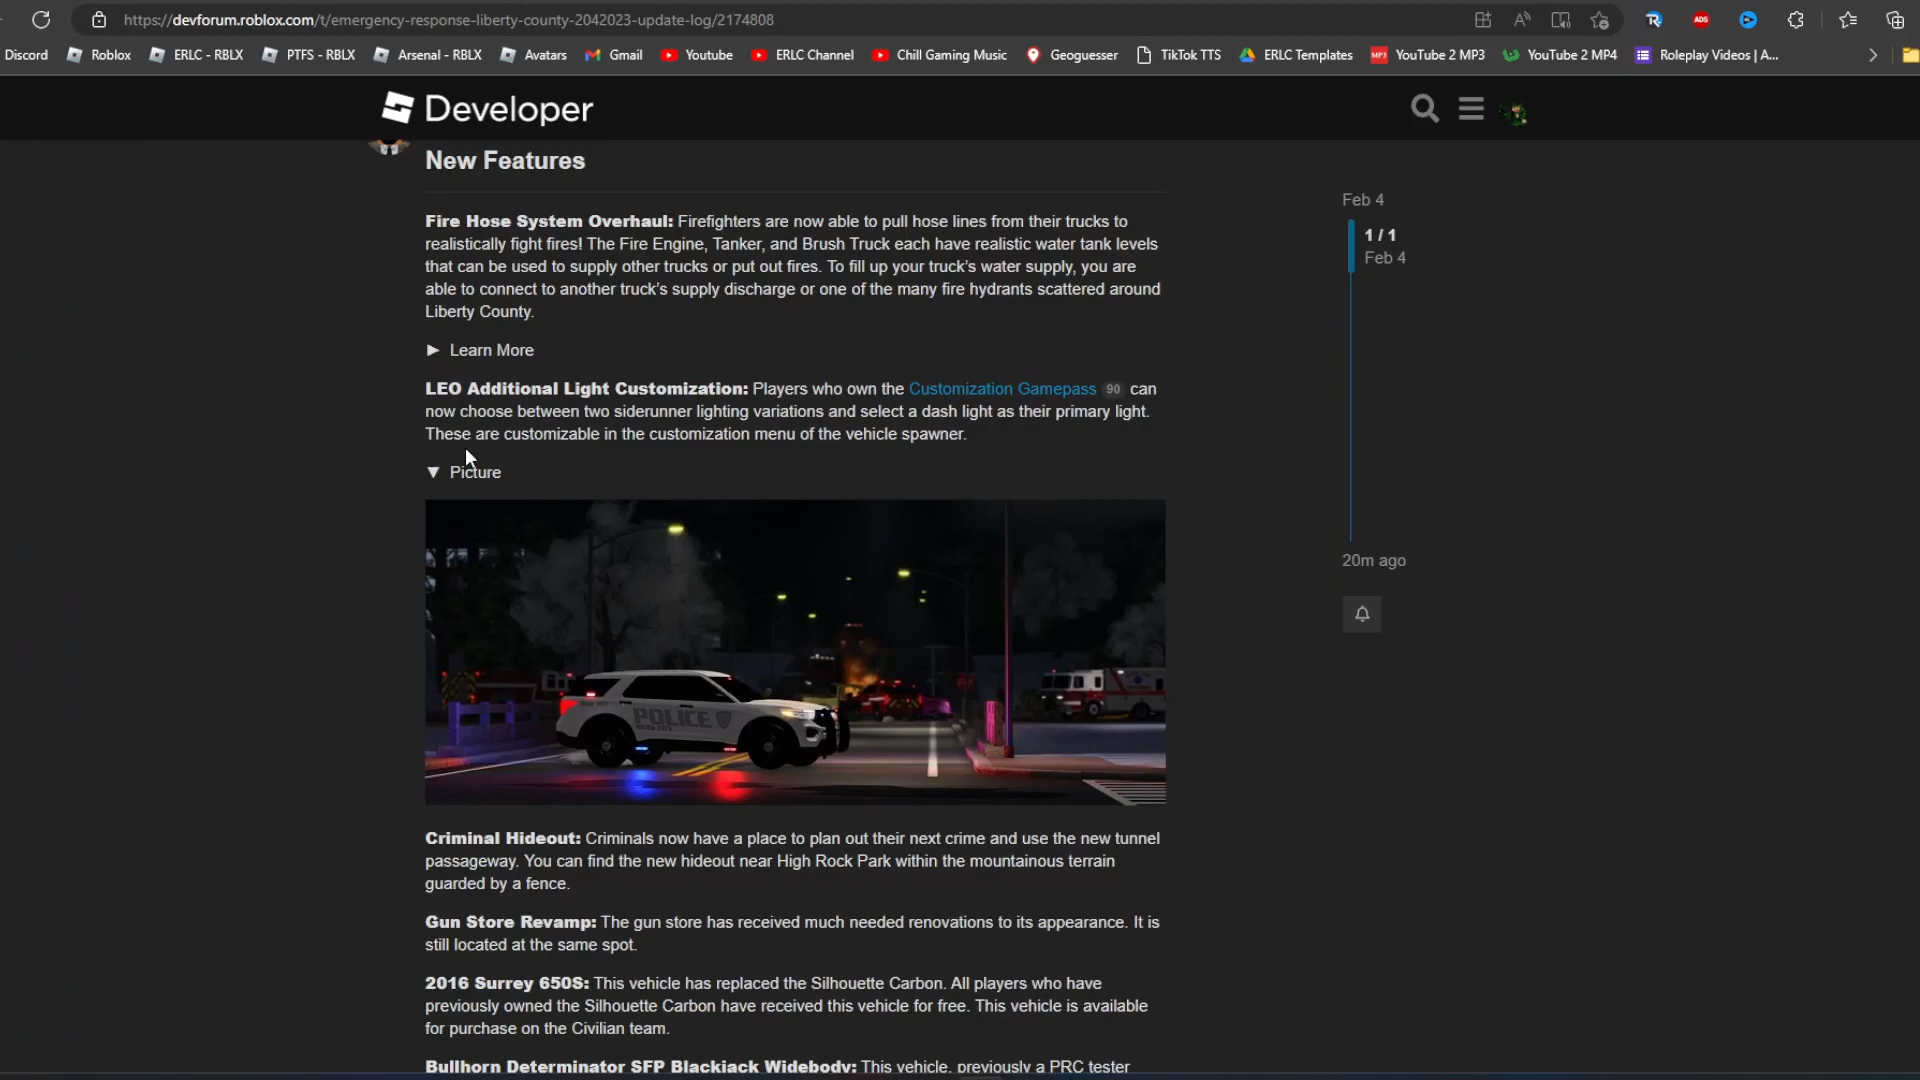 https://devforum.roblox.com/t/emergency-response-liberty-county-2042023-update-log/2174808
Discord Roblox ERLC - RBLX PTFS - RBLX Arsenal - RBLX Avatars Gmail Youtube ERLC Channel Chill Gaming Music Geoguesser TikTok TTS ERLC Templates YouTube 2 MP3 YouTube 2 MP4 Roleplay Videos | A...
Developer
New Features
Fire Hose System Overhaul: Firefighters are now able to pull hose lines from their trucks to
realistically fight fires! The Fire Engine, Tanker, and Brush Truck each have realistic water tank levels
that can be used to supply other trucks or put out fires. To fill up your truck's water supply, you are
able to connect to another truck's supply discharge or one of the many fire hydrants scattered around
Liberty County.
Learn More
LEO Additional Light Customization: Players who own the Customization Gamepass 90 can
now choose between two siderunner lighting variations and select a dash light as their primary light.
These are customizable in the customization menu of the vehicle spawner.
Picture
POLICE
Criminal Hideout: Criminals now have a place to plan out their next crime and use the new tunnel
passageway. You can find the new hideout near High Rock Park within the mountainous terrain
guarded by a fence.
Gun Store Revamp: The gun store has received much needed renovations to its appearance. It is
still located at the same spot.
2016 Surrey 650S: This vehicle has replaced the Silhouette Carbon. All players who have
previously owned the Silhouette Carbon have received this vehicle for free. This vehicle is available
for purchase on the Civilian team.
Bullhorn Determinator SFP Blackjack Widebody: This vehicle, previously a PRC tester
Feb 4
1 / 1
Feb 4
20m ago